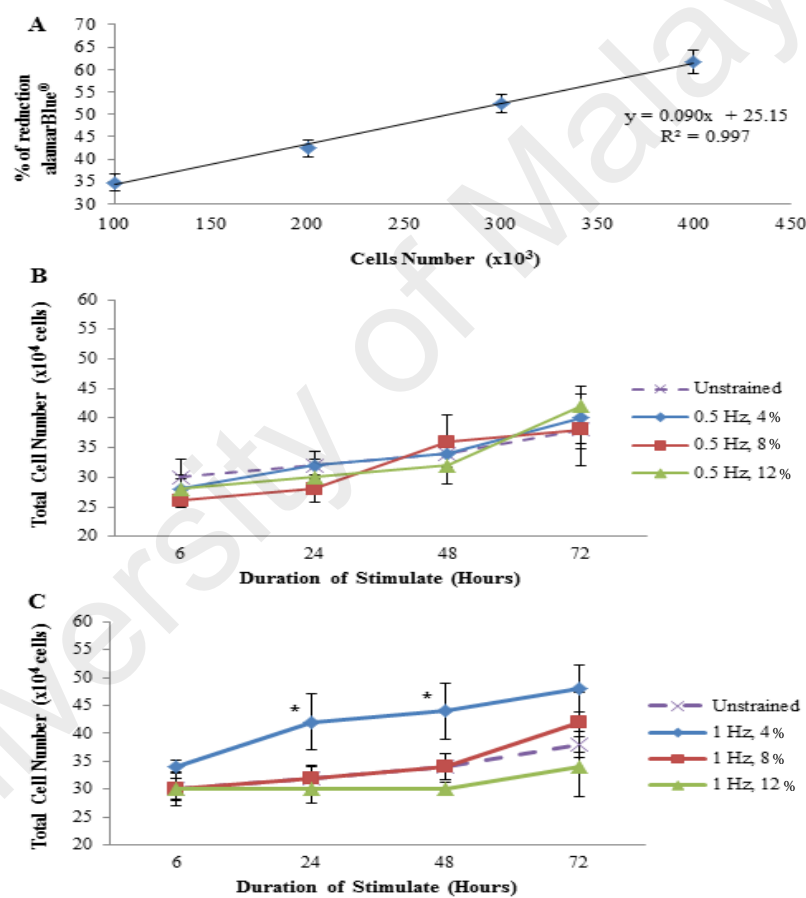 A
% of reduction
alamarBlue®
70
65
60
55
50
45
40
35
30
100 150 200 250 300 350 400 450
y = 0.090x + 25.15
R² = 0.997
Cells Number (x10³)
B
Total Cell Number (x10⁴ cells)
60
55
50
45
40
35
30
25
20
6 24 48 72
Duration of Stimulate (Hours)
Unstrained
0.5 Hz, 4%
0.5 Hz, 8%
0.5 Hz, 12%
C
Total Cell Number (x10⁴ cells)
60
55
50
45
40
35
30
25
20
* *
6 24 48 72
Duration of Stimulate (Hours)
Unstrained
1 Hz, 4%
1 Hz, 8%
1 Hz, 12%
iversity of Malay